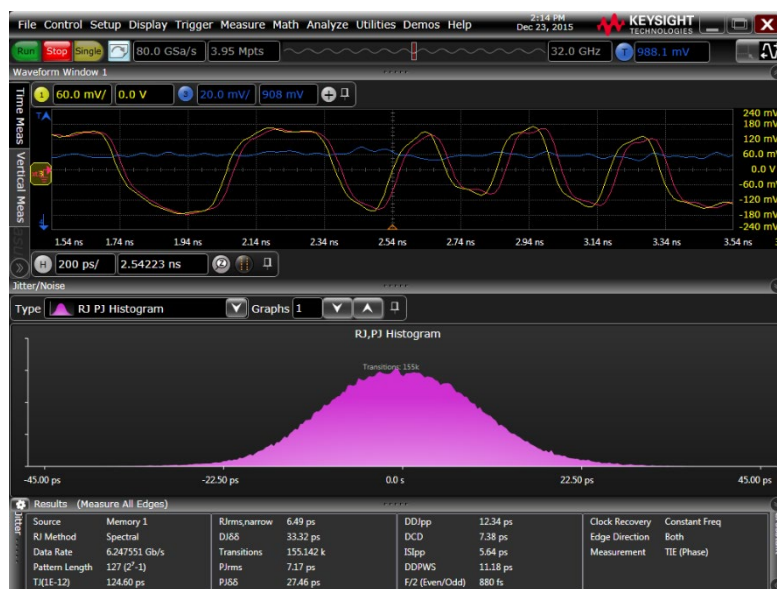 File Control Setup Display Trigger Measure Math Analyze Utilities Demos Help
2:14 PM
Dec 23, 2015
KEYSIGHT
TECHNOLOGIES
Run Stop Single 80.0 GSa/s 3.95 Mpts 32.0 GHz T 988.1 mV
Waveform Window 1
Time Meas
Vertical Meas
1 60.0 mV/ 0.0 V 3 20.0 mV/ 908 mV
T
240 mV
180 mV
120 mV
60.0 mV
0.0 V
-60.0 mV
-120 mV
-180 mV
-240 mV
1.54 ns 1.74 ns 1.94 ns 2.14 ns 2.34 ns 2.54 ns 2.74 ns 2.94 ns 3.14 ns 3.34 ns 3.54 ns
H 200 ps/ 2.54223 ns
Jitter/Noise
Type RJ PJ Histogram Graphs 1
RJ,PJ Histogram
Transitions: 155k
-45.00 ps -22.50 ps 0.0 s 22.50 ps 45.00 ps
Results (Measure All Edges)
Jitter
Source Memory 1 RJrms,narrow 6.49 ps DDJpp 12.34 ps Clock Recovery Constant Freq
RJ Method Spectral DJδδ 33.32 ps DCD 7.38 ps Edge Direction Both
Data Rate 6.247551 Gb/s Transitions 155.142 k ISIpp 5.64 ps Measurement TIE (Phase)
Pattern Length 127 (2⁷-1) PJrms 7.17 ps DDPWS 11.18 ps
TJ(1E-12) 124.60 ps PJδδ 27.46 ps F/2 (Even/Odd) 880 fs